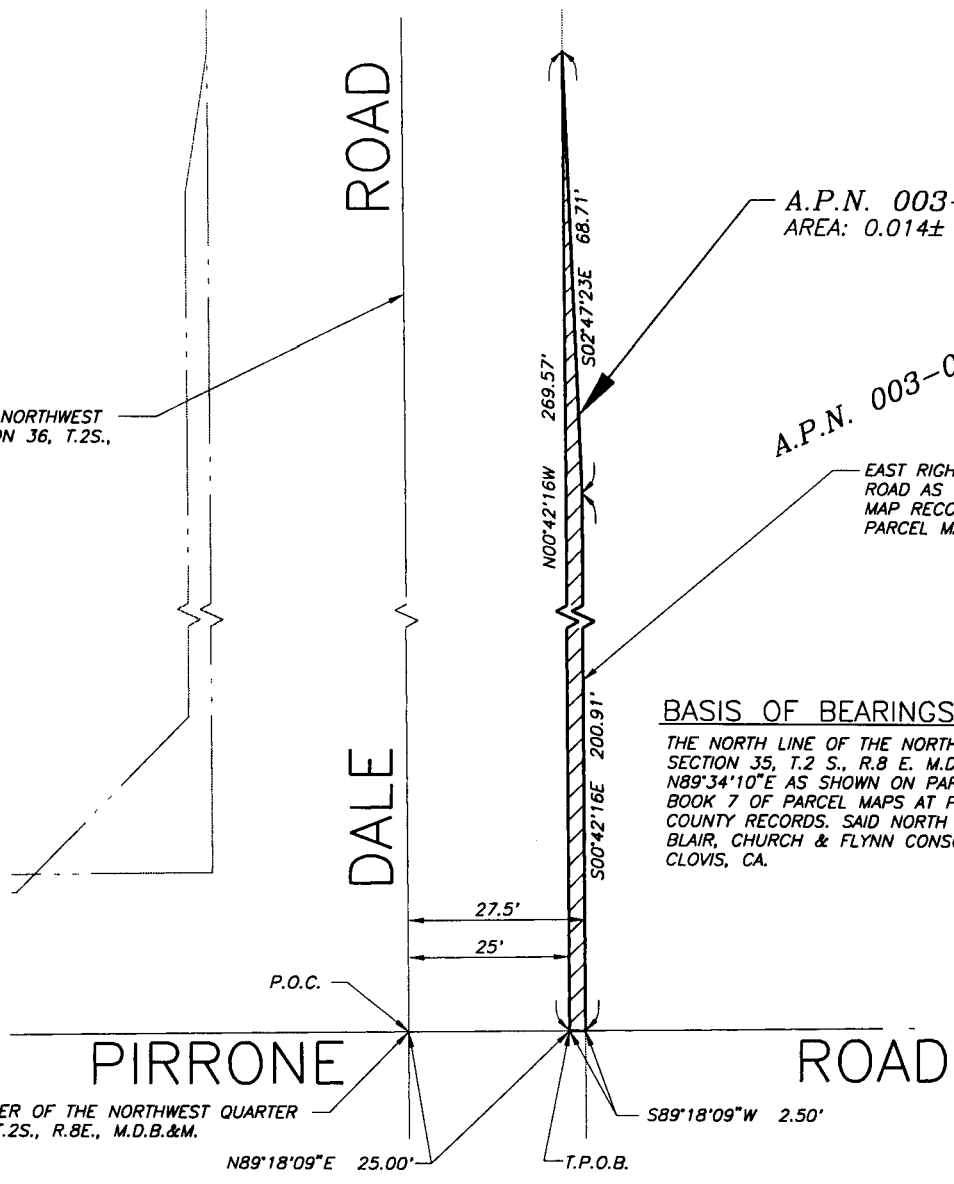 ROAD
A.P.N. 003-
AREA: 0.014±
68.71'
S02°47'23E
269.57'
N00°42'16W
NORTHWEST
ON 36, T.2S.,
A.P.N. 003-0
EAST RIGH
ROAD AS
MAP RECO
PARCEL MA
200.91'
S00°42'16E
BASIS OF BEARINGS
THE NORTH LINE OF THE NORTH
SECTION 35, T.2 S., R.8 E. M.D
N89°34'10"E AS SHOWN ON PAR
BOOK 7 OF PARCEL MAPS AT P
COUNTY RECORDS. SAID NORTH
BLAIR, CHURCH & FLYNN CONS
CLOVIS, CA.
DALE
27.5'
25'
P.O.C.
PIRRONE
ROAD
ER OF THE NORTHWEST QUARTER
T.2S., R.8E., M.D.B.&M.
S89°18'09"W 2.50'
N89°18'09"E 25.00'
T.P.O.B.